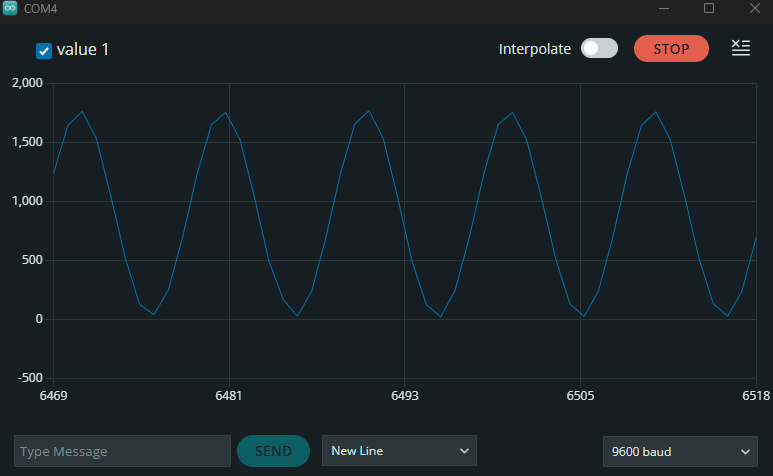 COM4
value 1
Interpolate
STOP
2,000
1,500
1,000
500
0
-500
6469 6481 6493 6505 6518
Type Message
SEND
New Line
9600 baud